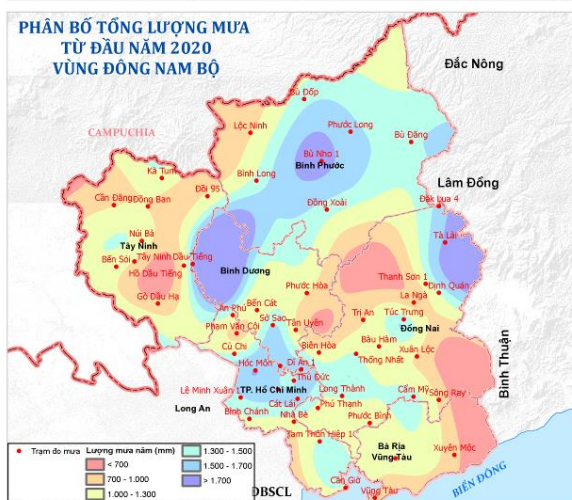 PHÂN BỐ TỔNG LƯỢNG MƯA
TỪ ĐẦU NĂM 2020
VÙNG ĐÔNG NAM BỘ
Đắc Nông
Bù Đốp
CAMPUCHIA
Lộc Ninh
Phước Long
Bù Đăng
Bù Nho 1
Bình Phước
Kà Tum
Bình Long
Lâm Đồng
Cần Đăng
Đồng Ban
Đồi 95
Đồng Xoài
Đak Lua 4
Núi Bà
Tây Ninh
Tà Lài
Bến Sỏi
Tây Ninh
Dầu Tiếng
Hồ Dầu Tiếng
Bình Dương
Thanh Sơn 1
Gò Dầu Hạ
Phước Hòa
La Ngà
Định Quán
An Phú
Bến Cát
Sở Sao
Trị An
Túc Trưng
Phạm Văn Cội
Tân Uyên
Đồng Nai
Củ Chi
Biên Hòa
Bàu Hàm
Thống Nhất
Xuân Lộc
Bình Thuận
Hóc Môn
Dĩ An 1
Thủ Đức
Lê Minh Xuân 1
TP. Hồ Chí Minh
Cát Lái
Long Thành
Cẩm Mỹ
Sông Ray
Long An
Phú Thạnh
Bình Chánh
Nhà Bè
Phước Bình
Tam Thôn Hiệp 1
Bà Rịa
Vũng Tàu
Xuyên Mộc
Cần Giờ
BIỂN ĐÔNG
ĐBSCL
Vũng Tàu
Trạm đo mưa
Lượng mưa năm (mm)
< 700
700 - 1.000
1.000 - 1.300
1.300 - 1.500
1.500 - 1.700
> 1.700